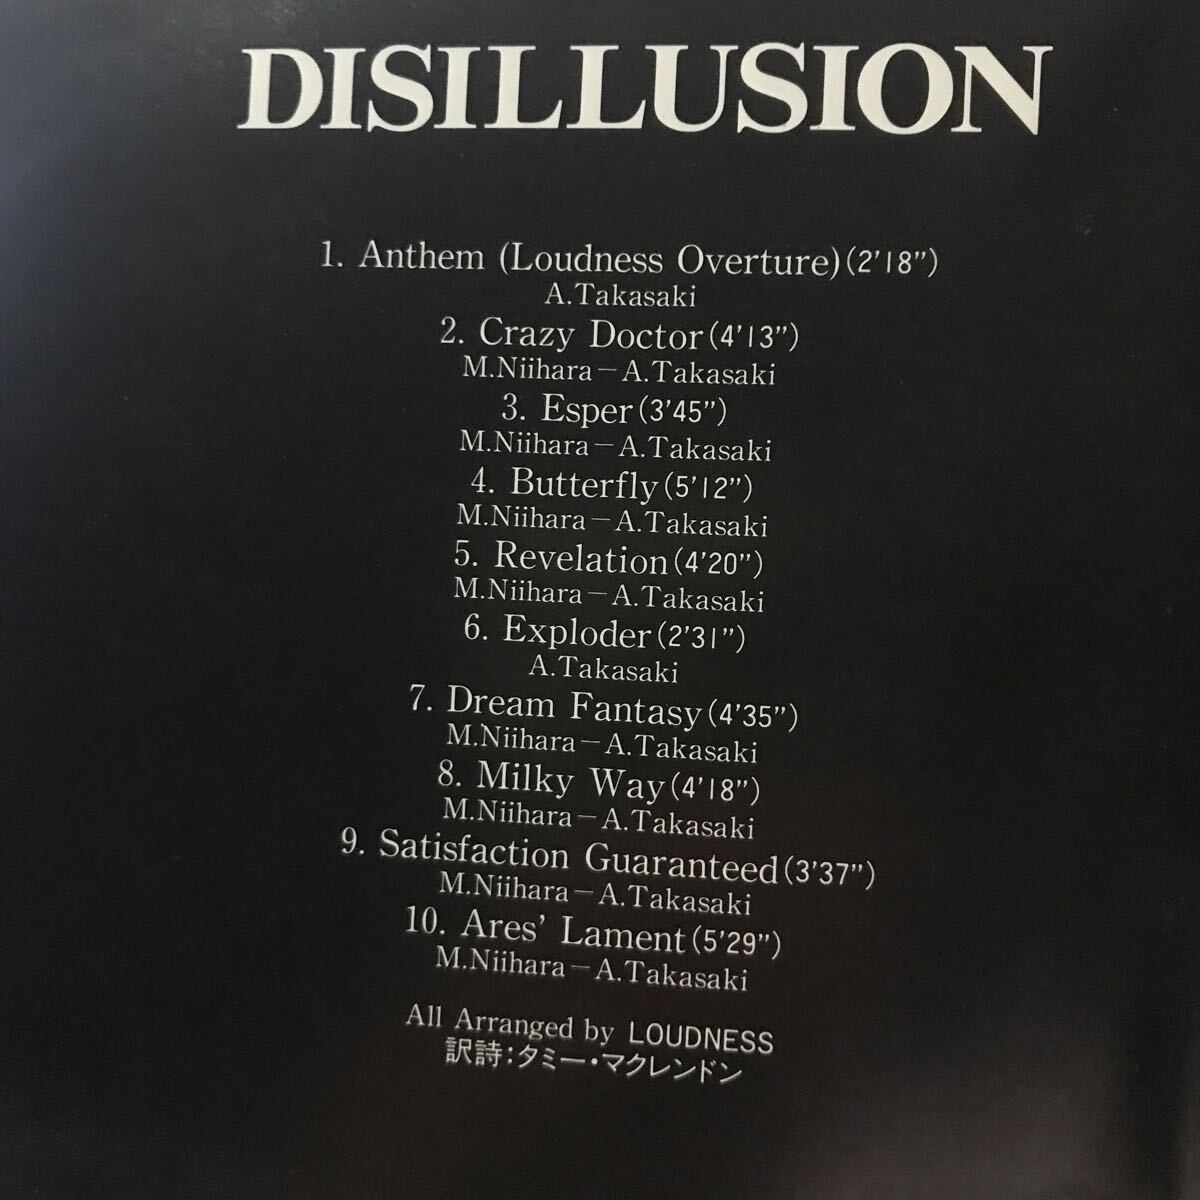 DISILLUSION
1. Anthem (Loudness Overture)(2'18”)
A.Takasaki
2. Crazy Doctor(4'13”)
M.Niihara－A.Takasaki
3. Esper(3'45”)
M.Niihara－A.Takasaki
4. Butterfly(5'12”)
M.Niihara－A.Takasaki
5. Revelation(4'20”)
M.Niihara－A.Takasaki
6. Exploder(2'31”)
A.Takasaki
7. Dream Fantasy(4'35”)
M.Niihara－A.Takasaki
8. Milky Way(4'18”)
M.Niihara－A.Takasaki
9. Satisfaction Guaranteed(3'37”)
M.Niihara－A.Takasaki
10. Ares’ Lament(5'29”)
M.Niihara－A.Takasaki
All Arranged by LOUDNESS
訳詩：タミー・マクレンドン